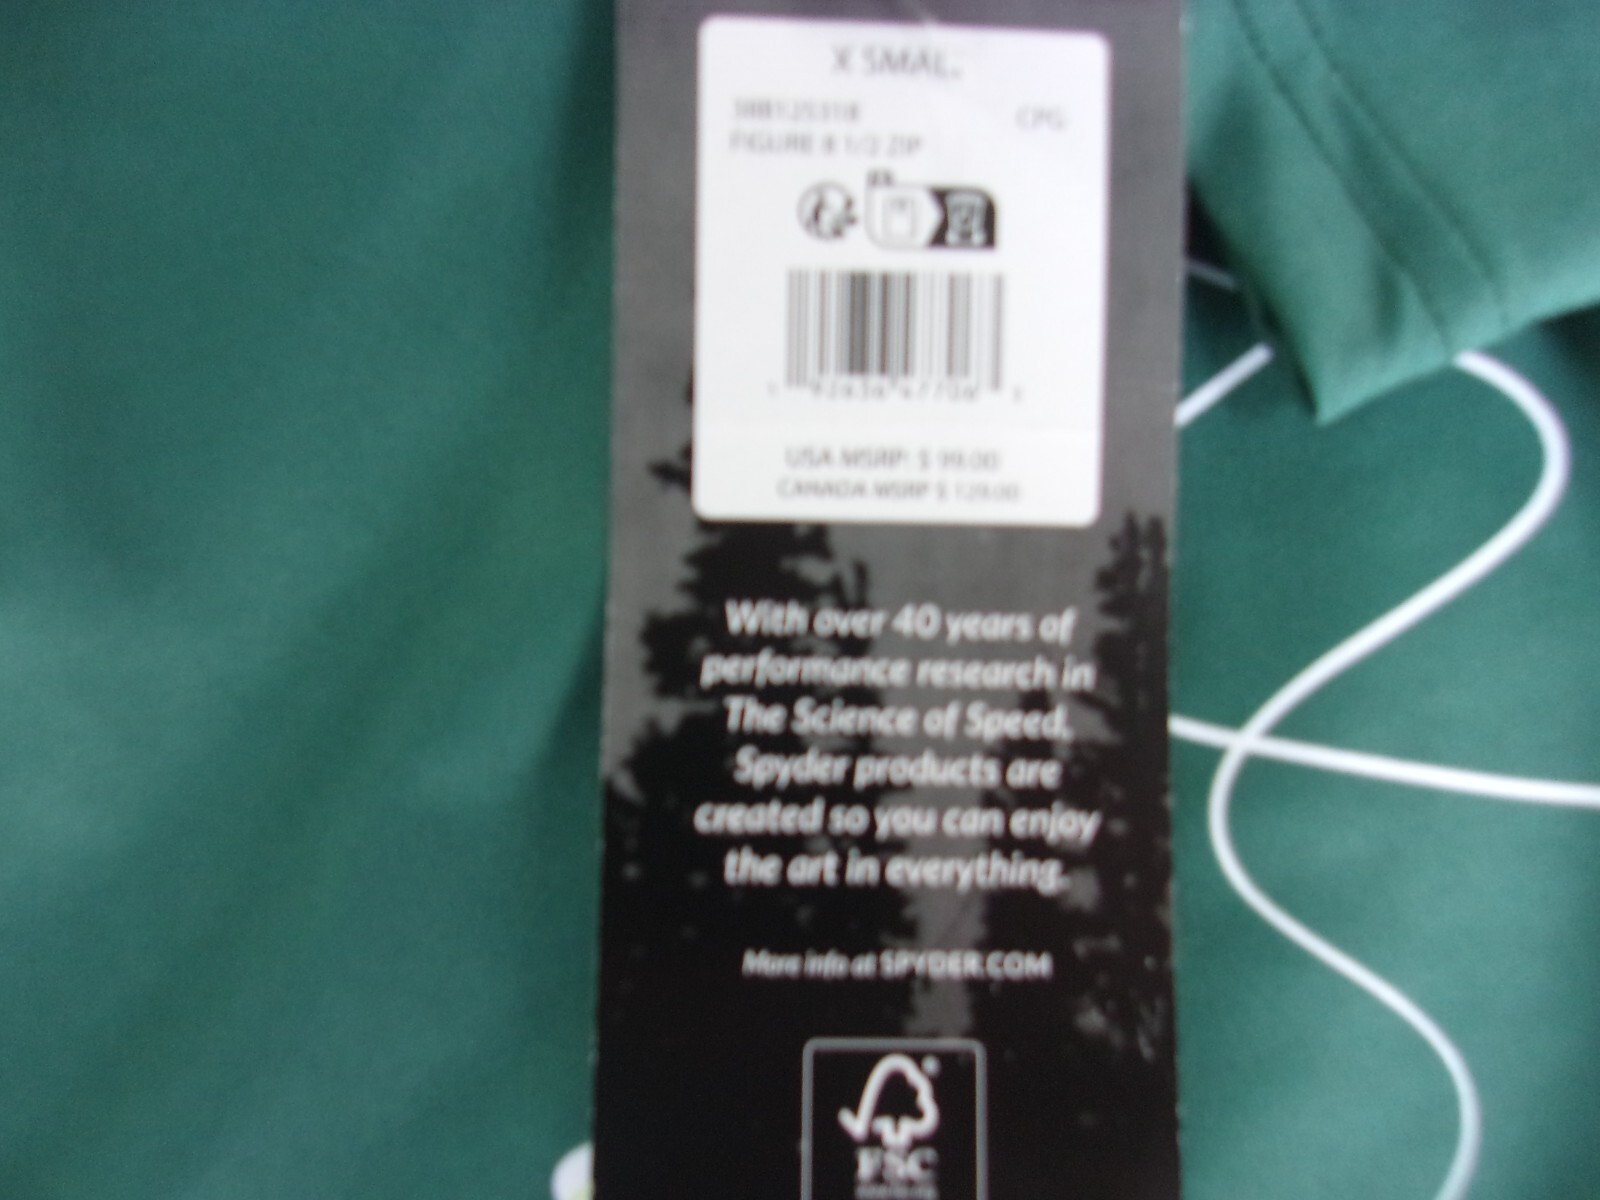 X SMAL.
CPG
FIGURE 8 1/2 ZIP
USA MSRP: $ 99.00
CANADA MSRP $ 129.00
With over 40 years of
performance research in
The Science of Speed,
Spyder products are
created so you can enjoy
the art in everything.
More info at SPYDER.COM
FSC